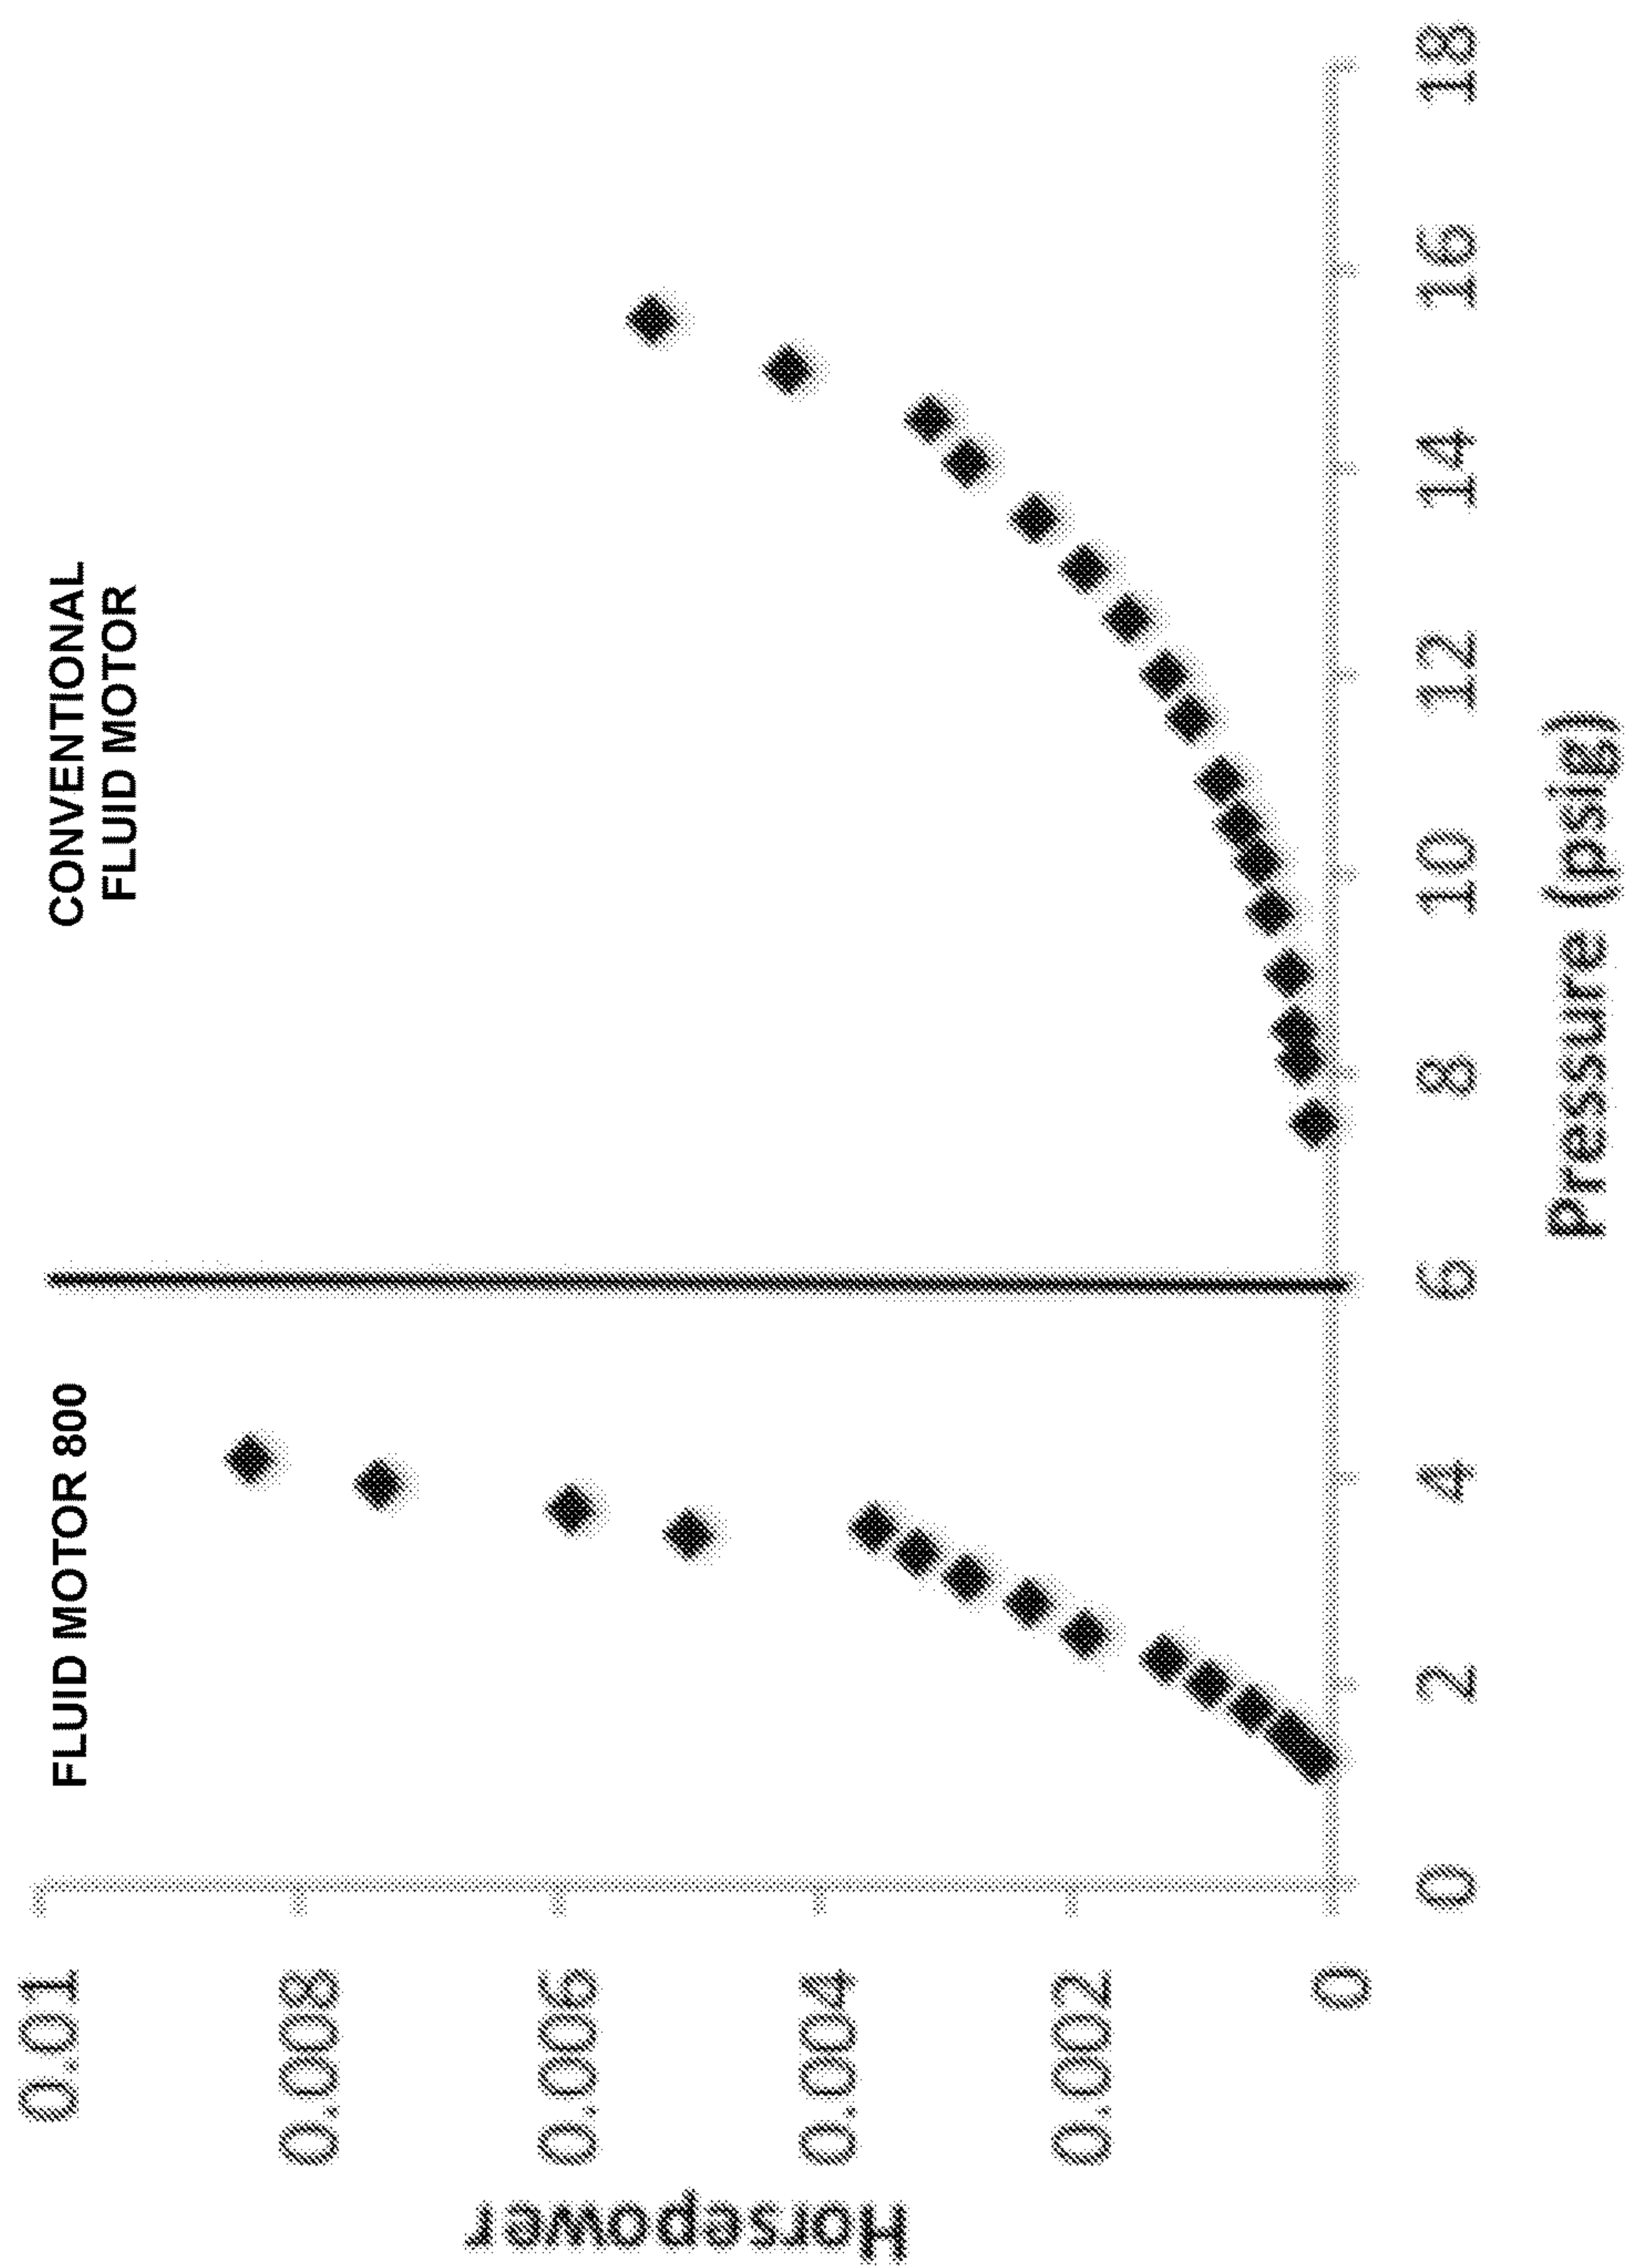 FLUID MOTOR 800
CONVENTIONAL
FLUID MOTOR
Horsepower
0.01
0.008
0.006
0.004
0.002
0
0 2 4 6 8 10 12 14 16 18
Pressure (psig)